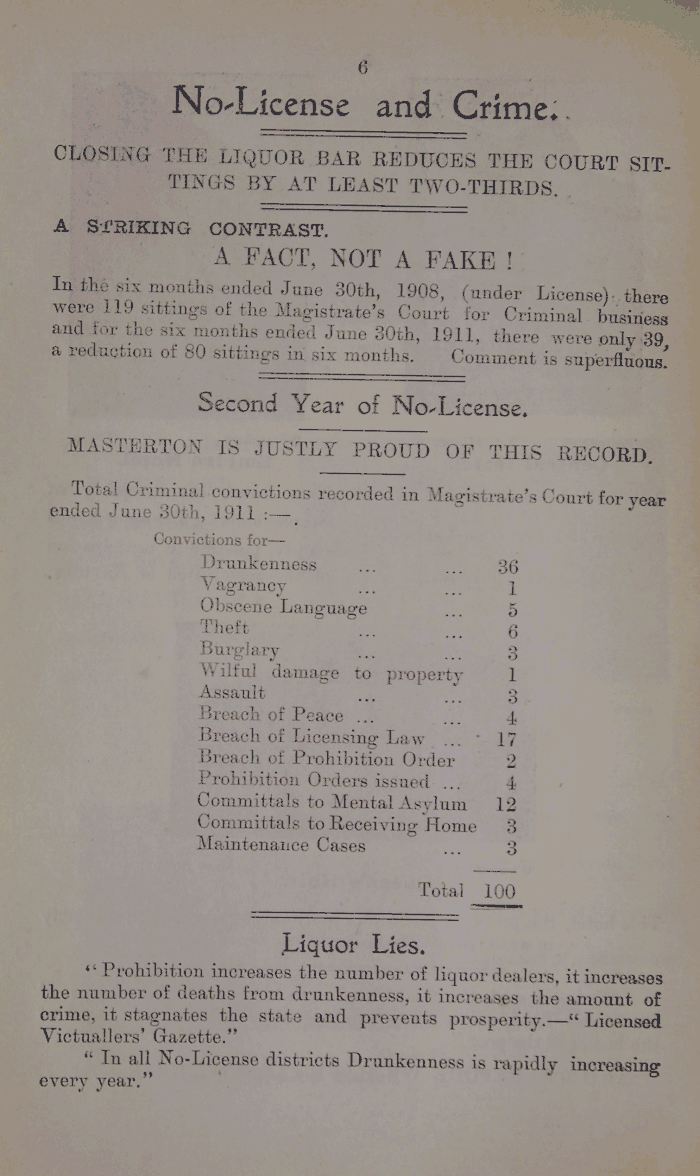 6
No-License and Crime.
CLOSING THE LIQUOR BAR REDUCES THE COURT SIT-
TINGS BY AT LEAST TWO-THIRDS.
A STRIKING CONTRAST.
A FACT, NOT A FAKE !
In the six months ended June 30th, 1908, (under License) there
were 119 sittings of the Magistrate's Court for Criminal business
and for the six months ended June 30th, 1911, there were only 39,
a reduction of 80 sittings in six months. Comment is superfluous.
Second Year of No-License.
MASTERTON IS JUSTLY PROUD OF THIS RECORD.
Total Criminal convictions recorded in Magistrate's Court for year
ended June 30th, 1911 :—
Convictions for—
Drunkenness ... ... 36
Vagrancy ... ... 1
Obscene Language ... 5
Theft ... ... 6
Burglary ... ... 3
Wilful damage to property 1
Assault ... ... 3
Breach of Peace ... ... 4
Breach of Licensing Law ... 17
Breach of Prohibition Order 2
Prohibition Orders issued ... 4
Committals to Mental Asylum 12
Committals to Receiving Home 3
Maintenance Cases ... 3
Total 100
Liquor Lies.
“ Prohibition increases the number of liquor dealers, it increases
the number of deaths from drunkenness, it increases the amount of
crime, it stagnates the state and prevents prosperity.—“ Licensed
Victuallers' Gazette.”
“ In all No-License districts Drunkenness is rapidly increasing
every year.”